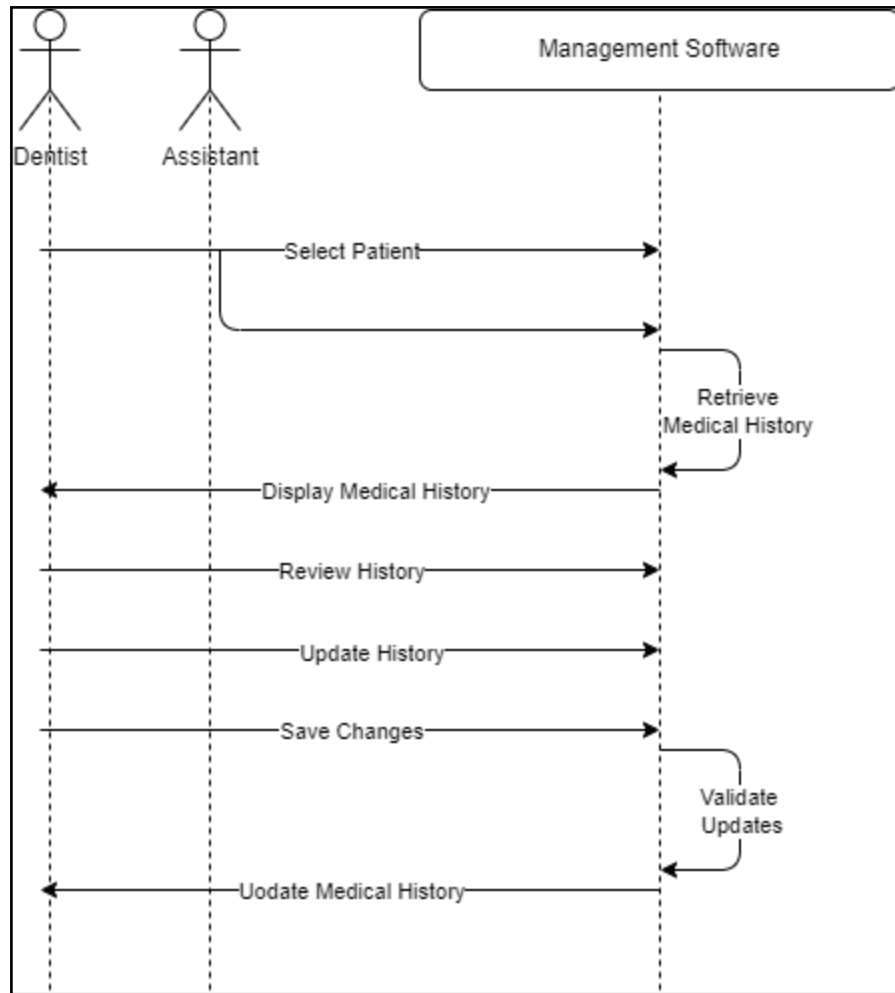 Management Software
Dentist
Assistant
Select Patient
Retrieve
Medical History
Display Medical History
Review History
Update History
Save Changes
Validate
Updates
Uodate Medical History